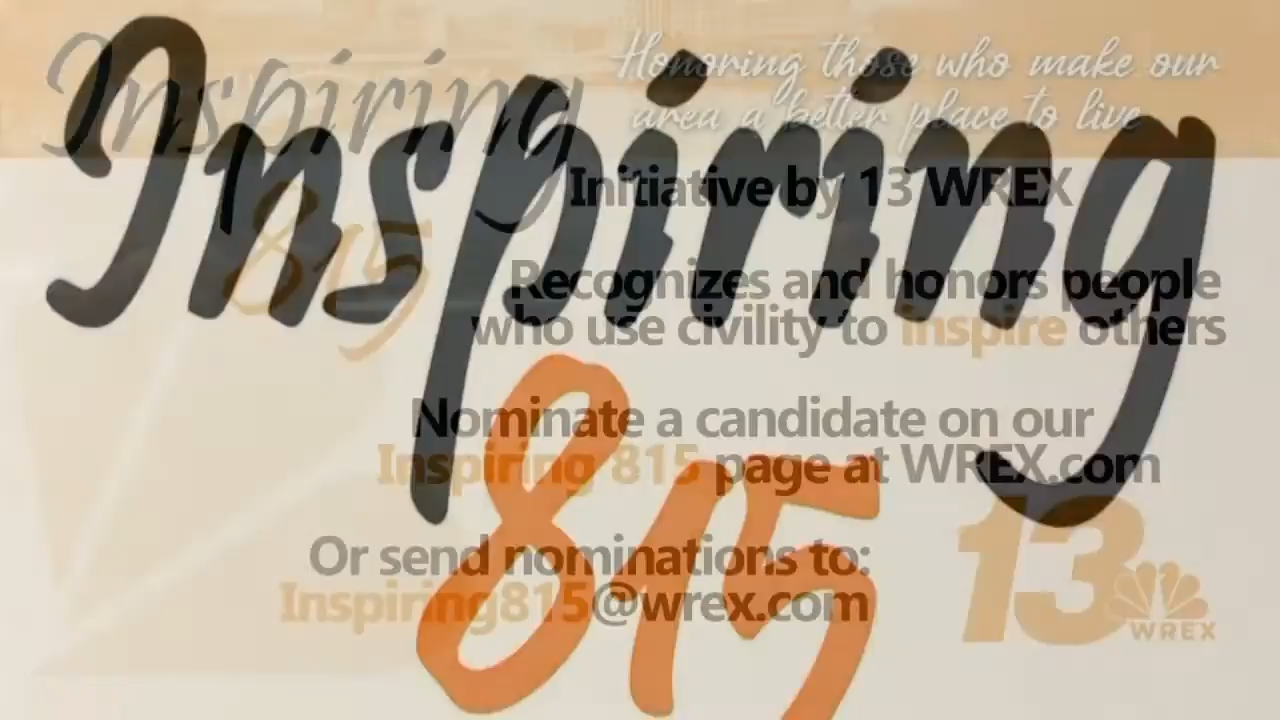 Inspiring
815
Inspiring
815
Honoring those who make our
area a better place to live
Initiative by 13 WREX
Recognizes and honors people
who use civility to inspire others
Nominate a candidate on our
Inspiring 815 page at WREX.com
Or send nominations to:
Inspiring815@wrex.com
13
WREX